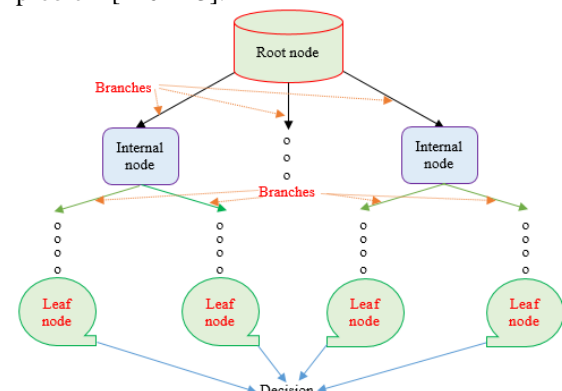 Root node
Branches
Internal
node
Internal
node
Branches
Leaf
node
Leaf
node
Leaf
node
Leaf
node
Decision